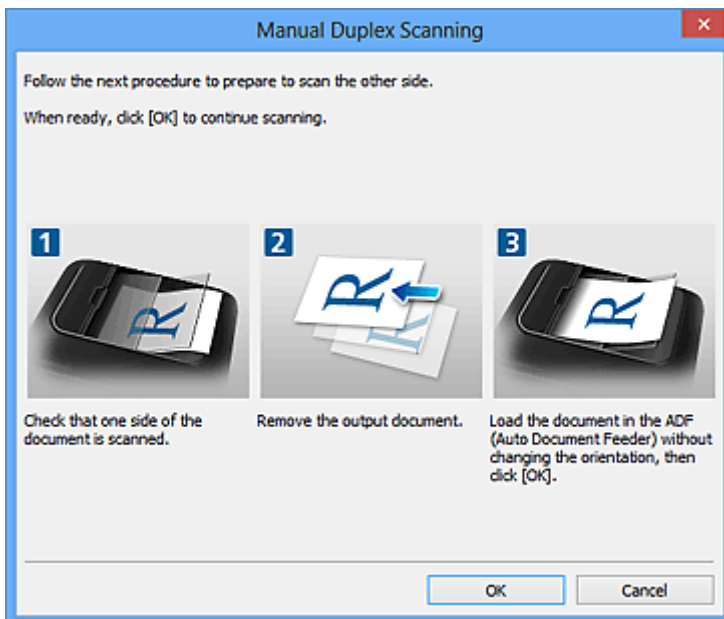 Manual Duplex Scanning
Follow the next procedure to prepare to scan the other side.
When ready, click [OK] to continue scanning.
1
R
2
R
R
3
R
Check that one side of the
document is scanned.
Remove the output document.
Load the document in the ADF
(Auto Document Feeder) without
changing the orientation, then
click [OK].
OK
Cancel